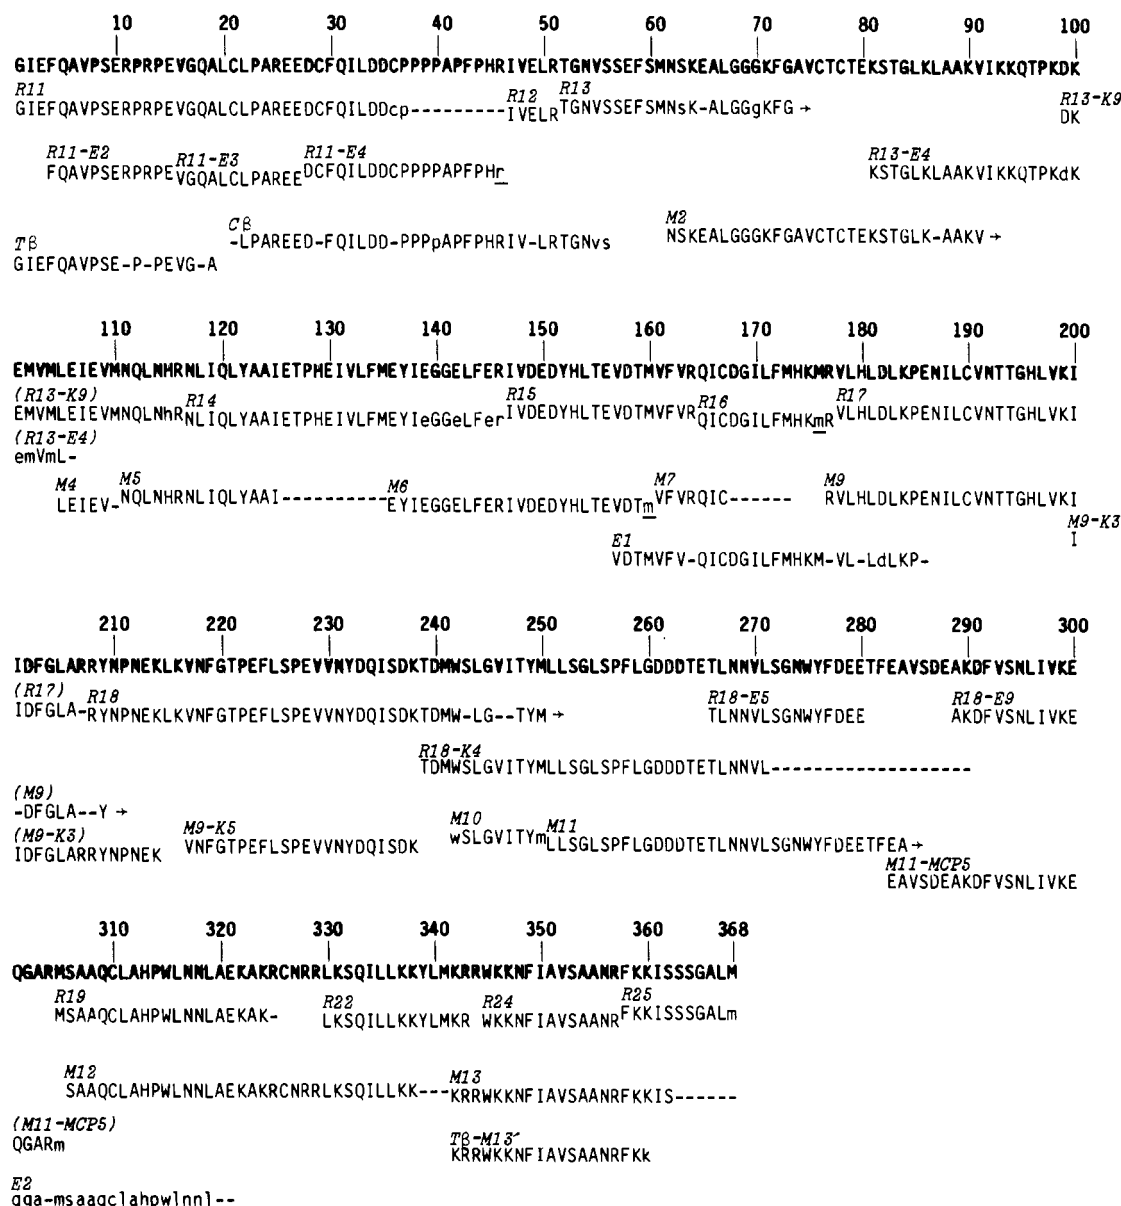 10 20 30 40 50 60 70 80 90 100
GIEFQAVPSERPRPEVGQALCLPAREEDCFQILDDCPPPPAPFPHRIVELRTGNVSSEFSMNSKEALGGGKFGAVCTCTEKSTGLKLAAKVIKKQTPKDK
R11 R12 R13 R13-K9
GIEFQAVPSERPRPEVGQALCLPAREEDCFQILDDcp--------- IVELR TGNVSSEFSMNsK-ALGGgKFG → DK
R11-E2 R11-E3 R11-E4 R13-E4
FQAVPSERPRPE VGQALCLPAREE DCFQILDDCPPPPAPFPHr KSTGLKLAAKVIKKQTPKdK
Tβ Cβ M2
GIEFQAVPSE-P-PEVG-A -LPAREED-FQILDD-PPPpAPFPHRIV-LRTGNvs NSKEALGGGKFGAVCTCTEKSTGLK-AAKV →
110 120 130 140 150 160 170 180 190 200
EMVMLEIEVMNQLNHRNLIQLYAAIETPHEIVLFMEYIEGGELFERIVDEDYHLTEVDTMVFVRQICDGILFMHKMRVLHLDLKPENILCVNTTGHLVKI
(R13-K9) R14 R15 R16 R17
EMVMLEIEVMNQLNhR NLIQLYAAIETPHEIVLFMEYIeGGeLFer IVDEDYHLTEVDTMVFVR QICDGILFMHKmR VLHLDLKPENILCVNTTGHLVKI
(R13-E4)
emVmL-
M4 M5 M6 M7 M9
LEIEV- NQLNHRNLIQLYAAI---------- EYIEGGELFERIVDEDYHLTEVDTm VFVRQIC------ RVLHLDLKPENILCVNTTGHLVKI
E1 M9-K3
VDTMVFV-QICDGILFMHKM-VL-LdLKP- I
210 220 230 240 250 260 270 280 290 300
IDFGLARRYNPNEKLKVNFGTPEFLSPEVVNYDQISDKTDMWSLGVITYMLLSGLSPFLGDDDTETLNNVLSGNWYFDEETFEAVSDEAKDFVSNLIVKE
(R17) R18 R18-E5 R18-E9
IDFGLA- RYNPNEKLKVNFGTPEFLSPEVVNYDQISDKTDMW-LG--TYM → TLNNVLSGNWYFDEE AKDFVSNLIVKE
R18-K4
TDMWSLGVITYMLLSGLSPFLGDDDTETLNNVL-------------------
(M9)
-DFGLA--Y →
(M9-K3) M9-K5 M10 M11
IDFGLARRYNPNEK VNFGTPEFLSPEVVNYDQISDK wSLGVITYm LLSGLSPFLGDDDTETLNNVLSGNWYFDEETFEA →
M11-MCP5
EAVSDEAKDFVSNLIVKE
310 320 330 340 350 360 368
QGARMSAAQCLAHPWLNNLAEKAKRCNRRLKSQILLKKYLMKRRWKKNFIAVSAANRFKKISSSGALM
R19 R22 R24 R25
MSAAQCLAHPWLNNLAEKAK- LKSQILLKKYLMKR WKKNFIAVSAANR FKKISSSGALm
M12 M13
SAAQCLAHPWLNNLAEKAKRCNRRLKSQILLKK--- KRRWKKNFIAVSAANRFKKIS------
(M11-MCP5) Tβ-M13′
QGARm KRRWKKNFIAVSAANRFKk
E2
qga-msaaqclahpwlnnl--